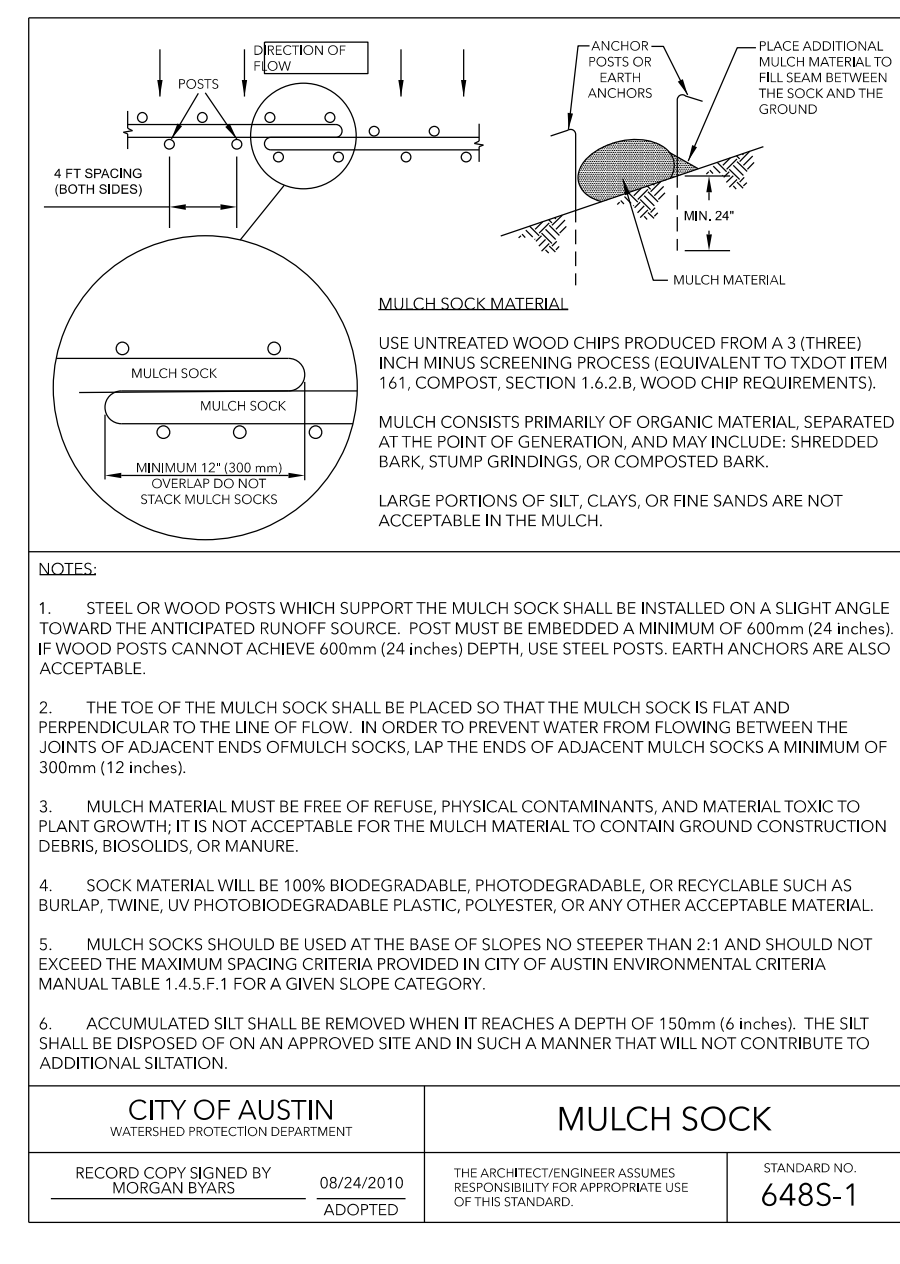 DIRECTION OF
FLOW
POSTS
4 FT SPACING
(BOTH SIDES)
ANCHOR
POSTS OR
EARTH
ANCHORS
PLACE ADDITIONAL
MULCH MATERIAL TO
FILL SEAM BETWEEN
THE SOCK AND THE
GROUND
MIN. 24"
MULCH MATERIAL
MULCH SOCK
MULCH SOCK
MINIMUM 12" (300 mm)
OVERLAP DO NOT
STACK MULCH SOCKS
MULCH SOCK MATERIAL
USE UNTREATED WOOD CHIPS PRODUCED FROM A 3 (THREE)
INCH MINUS SCREENING PROCESS (EQUIVALENT TO TXDOT ITEM
161, COMPOST, SECTION 1.6.2.B, WOOD CHIP REQUIREMENTS).
MULCH CONSISTS PRIMARILY OF ORGANIC MATERIAL, SEPARATED
AT THE POINT OF GENERATION, AND MAY INCLUDE: SHREDDED
BARK, STUMP GRINDINGS, OR COMPOSTED BARK.
LARGE PORTIONS OF SILT, CLAYS, OR FINE SANDS ARE NOT
ACCEPTABLE IN THE MULCH.
NOTES:
1. STEEL OR WOOD POSTS WHICH SUPPORT THE MULCH SOCK SHALL BE INSTALLED ON A SLIGHT ANGLE
TOWARD THE ANTICIPATED RUNOFF SOURCE. POST MUST BE EMBEDDED A MINIMUM OF 600mm (24 inches).
IF WOOD POSTS CANNOT ACHIEVE 600mm (24 inches) DEPTH, USE STEEL POSTS. EARTH ANCHORS ARE ALSO
ACCEPTABLE.
2. THE TOE OF THE MULCH SOCK SHALL BE PLACED SO THAT THE MULCH SOCK IS FLAT AND
PERPENDICULAR TO THE LINE OF FLOW. IN ORDER TO PREVENT WATER FROM FLOWING BETWEEN THE
JOINTS OF ADJACENT ENDS OFMULCH SOCKS, LAP THE ENDS OF ADJACENT MULCH SOCKS A MINIMUM OF
300mm (12 inches).
3. MULCH MATERIAL MUST BE FREE OF REFUSE, PHYSICAL CONTAMINANTS, AND MATERIAL TOXIC TO
PLANT GROWTH; IT IS NOT ACCEPTABLE FOR THE MULCH MATERIAL TO CONTAIN GROUND CONSTRUCTION
DEBRIS, BIOSOLIDS, OR MANURE.
4. SOCK MATERIAL WILL BE 100% BIODEGRADABLE, PHOTODEGRADABLE, OR RECYCLABLE SUCH AS
BURLAP, TWINE, UV PHOTOBIODEGRADABLE PLASTIC, POLYESTER, OR ANY OTHER ACCEPTABLE MATERIAL.
5. MULCH SOCKS SHOULD BE USED AT THE BASE OF SLOPES NO STEEPER THAN 2:1 AND SHOULD NOT
EXCEED THE MAXIMUM SPACING CRITERIA PROVIDED IN CITY OF AUSTIN ENVIRONMENTAL CRITERIA
MANUAL TABLE 1.4.5.F.1 FOR A GIVEN SLOPE CATEGORY.
6. ACCUMULATED SILT SHALL BE REMOVED WHEN IT REACHES A DEPTH OF 150mm (6 inches). THE SILT
SHALL BE DISPOSED OF ON AN APPROVED SITE AND IN SUCH A MANNER THAT WILL NOT CONTRIBUTE TO
ADDITIONAL SILTATION.
CITY OF AUSTIN
WATERSHED PROTECTION DEPARTMENT
MULCH SOCK
RECORD COPY SIGNED BY
MORGAN BYARS
08/24/2010
ADOPTED
THE ARCHITECT/ENGINEER ASSUMES
RESPONSIBILITY FOR APPROPRIATE USE
OF THIS STANDARD.
STANDARD NO.
648S-1